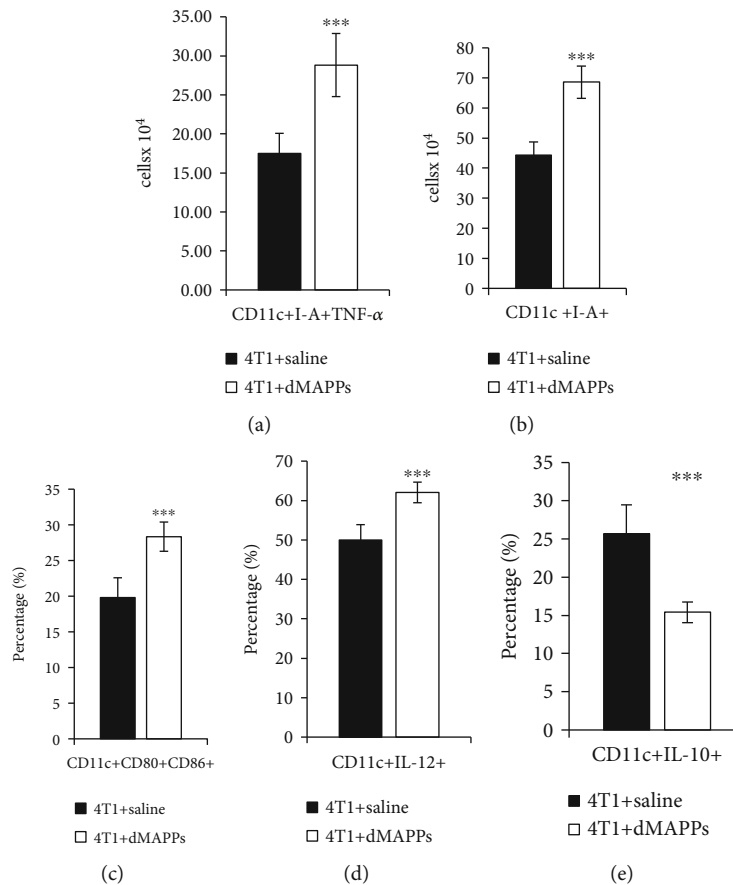 ***
40.00
35.00
30.00
25.00
20.00
15.00
10.00
5.00
0.00
cellsx 10⁴
CD11c+I-A+TNF-α
4T1+saline
4T1+dMAPPs
(a)
***
80
70
60
50
40
30
20
10
0
cellsx 10⁴
CD11c +I-A+
4T1+saline
4T1+dMAPPs
(b)
***
35
30
25
20
15
10
5
0
Percentage (%)
CD11c+CD80+CD86+
4T1+saline
4T1+dMAPPs
(c)
***
70
60
50
40
30
20
10
0
Percentage (%)
CD11c+IL-12+
4T1+saline
4T1+dMAPPs
(d)
***
35
30
25
20
15
10
5
0
Percentage (%)
CD11c+IL-10+
4T1+saline
4T1+dMAPPs
(e)